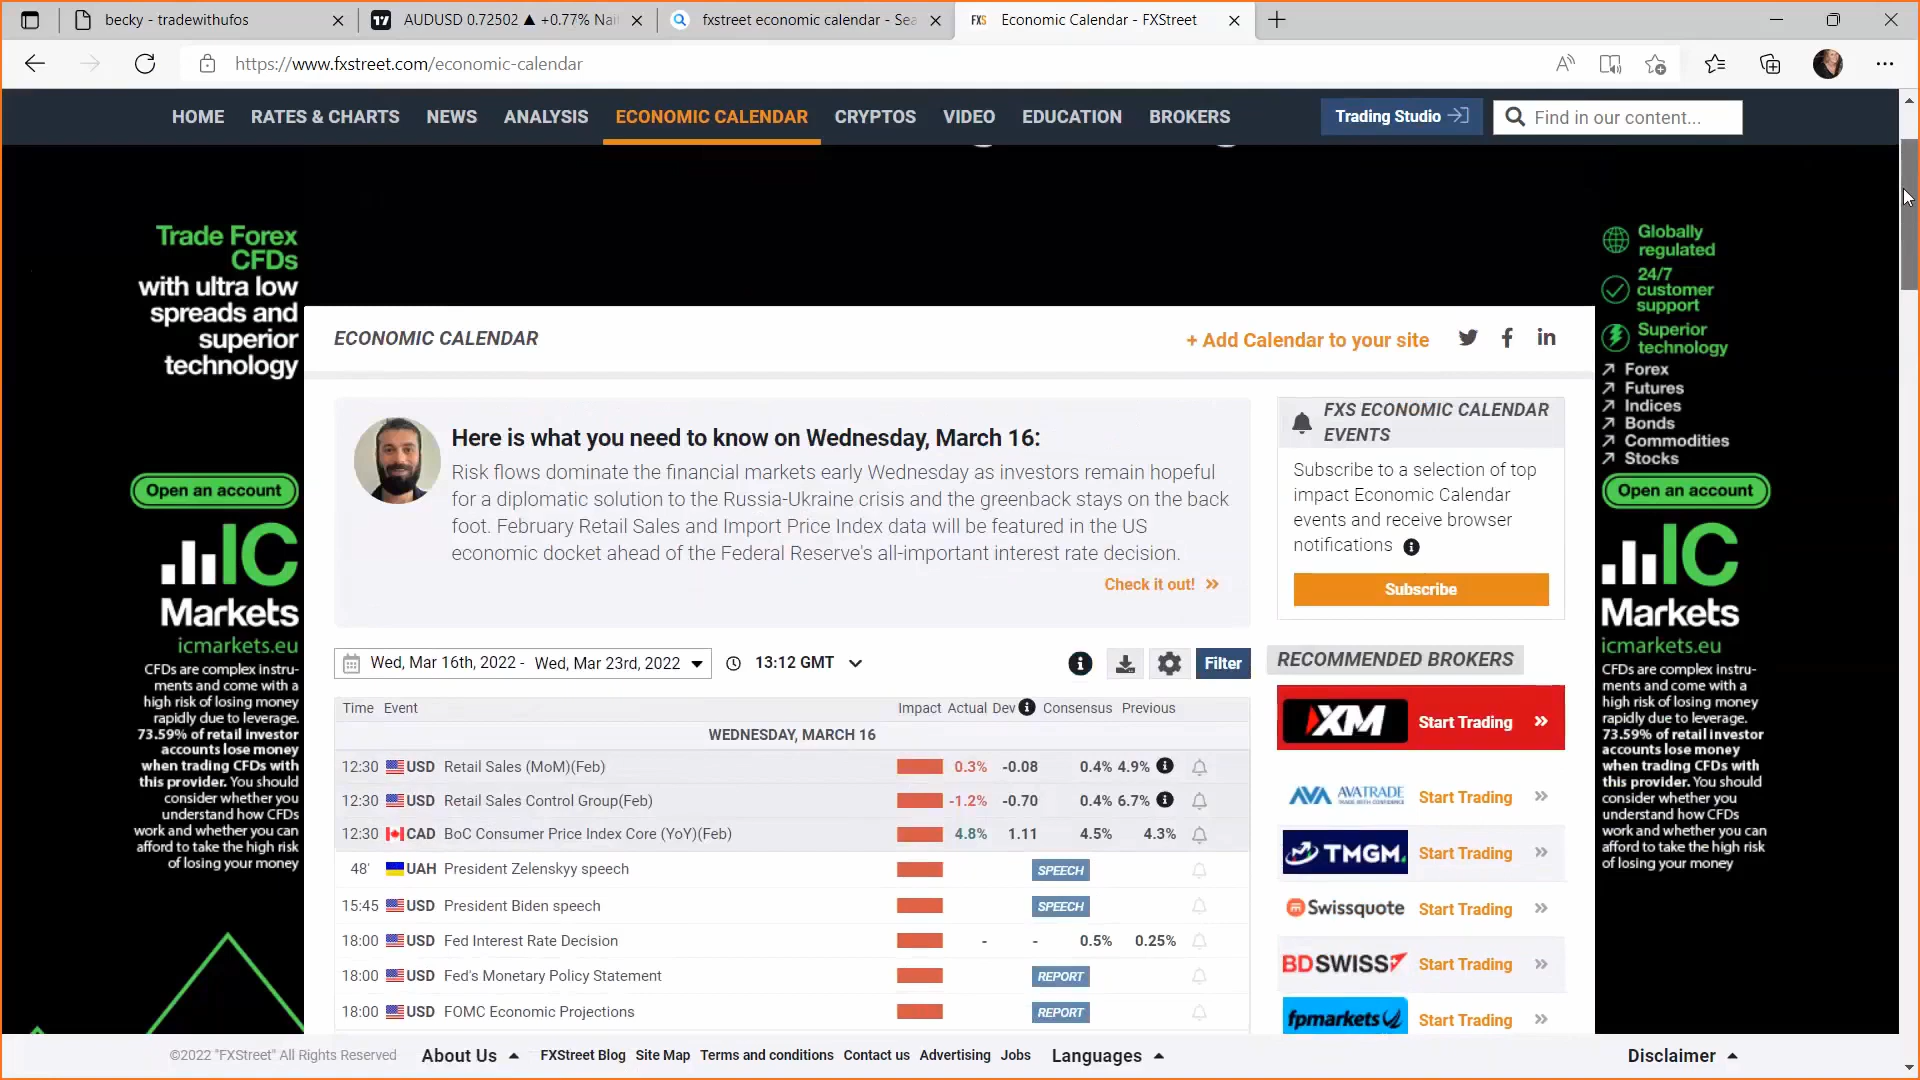 becky - tradewithufos
AUDUSD 0.72502 ▲ +0.77%
fxstreet economic calendar - Sea
FXS Economic Calendar - FXStreet
https://www.fxstreet.com/economic-calendar
HOME RATES & CHARTS NEWS ANALYSIS ECONOMIC CALENDAR CRYPTOS VIDEO EDUCATION BROKERS Trading Studio Find in our content...
Trade Forex
CFDs
with ultra low
spreads and
superior
technology
Open an account
IC
Markets
icmarkets.eu
CFDs are complex instru-
ments and come with a
high risk of losing money
rapidly due to leverage.
73.59% of retail investor
accounts lose money
when trading CFDs with
this provider. You should
consider whether you
understand how CFDs
work and whether you can
afford to take the high risk
of losing your money
ECONOMIC CALENDAR
+ Add Calendar to your site
Here is what you need to know on Wednesday, March 16:
Risk flows dominate the financial markets early Wednesday as investors remain hopeful
for a diplomatic solution to the Russia-Ukraine crisis and the greenback stays on the back
foot. February Retail Sales and Import Price Index data will be featured in the US
economic docket ahead of the Federal Reserve's all-important interest rate decision.
Check it out!
Wed, Mar 16th, 2022 - Wed, Mar 23rd, 2022 13:12 GMT Filter
Time Event Impact Actual Dev Consensus Previous
WEDNESDAY, MARCH 16
12:30 USD Retail Sales (MoM)(Feb) 0.3% -0.08 0.4% 4.9%
12:30 USD Retail Sales Control Group(Feb) -1.2% -0.70 0.4% 6.7%
12:30 CAD BoC Consumer Price Index Core (YoY)(Feb) 4.8% 1.11 4.5% 4.3%
48' UAH President Zelenskyy speech SPEECH
15:45 USD President Biden speech SPEECH
18:00 USD Fed Interest Rate Decision - - 0.5% 0.25%
18:00 USD Fed's Monetary Policy Statement REPORT
18:00 USD FOMC Economic Projections REPORT
FXS ECONOMIC CALENDAR
EVENTS
Subscribe to a selection of top
impact Economic Calendar
events and receive browser
notifications
Subscribe
RECOMMENDED BROKERS
XM Start Trading
AVA AVATRADE Start Trading
TMGM Start Trading
Swissquote Start Trading
BDSWISS Start Trading
fpmarkets Start Trading
Globally
regulated
24/7
customer
support
Superior
technology
Forex
Futures
Indices
Bonds
Commodities
Stocks
Open an account
IC
Markets
icmarkets.eu
CFDs are complex instru-
ments and come with a
high risk of losing money
rapidly due to leverage.
73.59% of retail investor
accounts lose money
when trading CFDs with
this provider. You should
consider whether you
understand how CFDs
work and whether you can
afford to take the high risk
of losing your money
©2022 "FXStreet" All Rights Reserved About Us FXStreet Blog Site Map Terms and conditions Contact us Advertising Jobs Languages Disclaimer